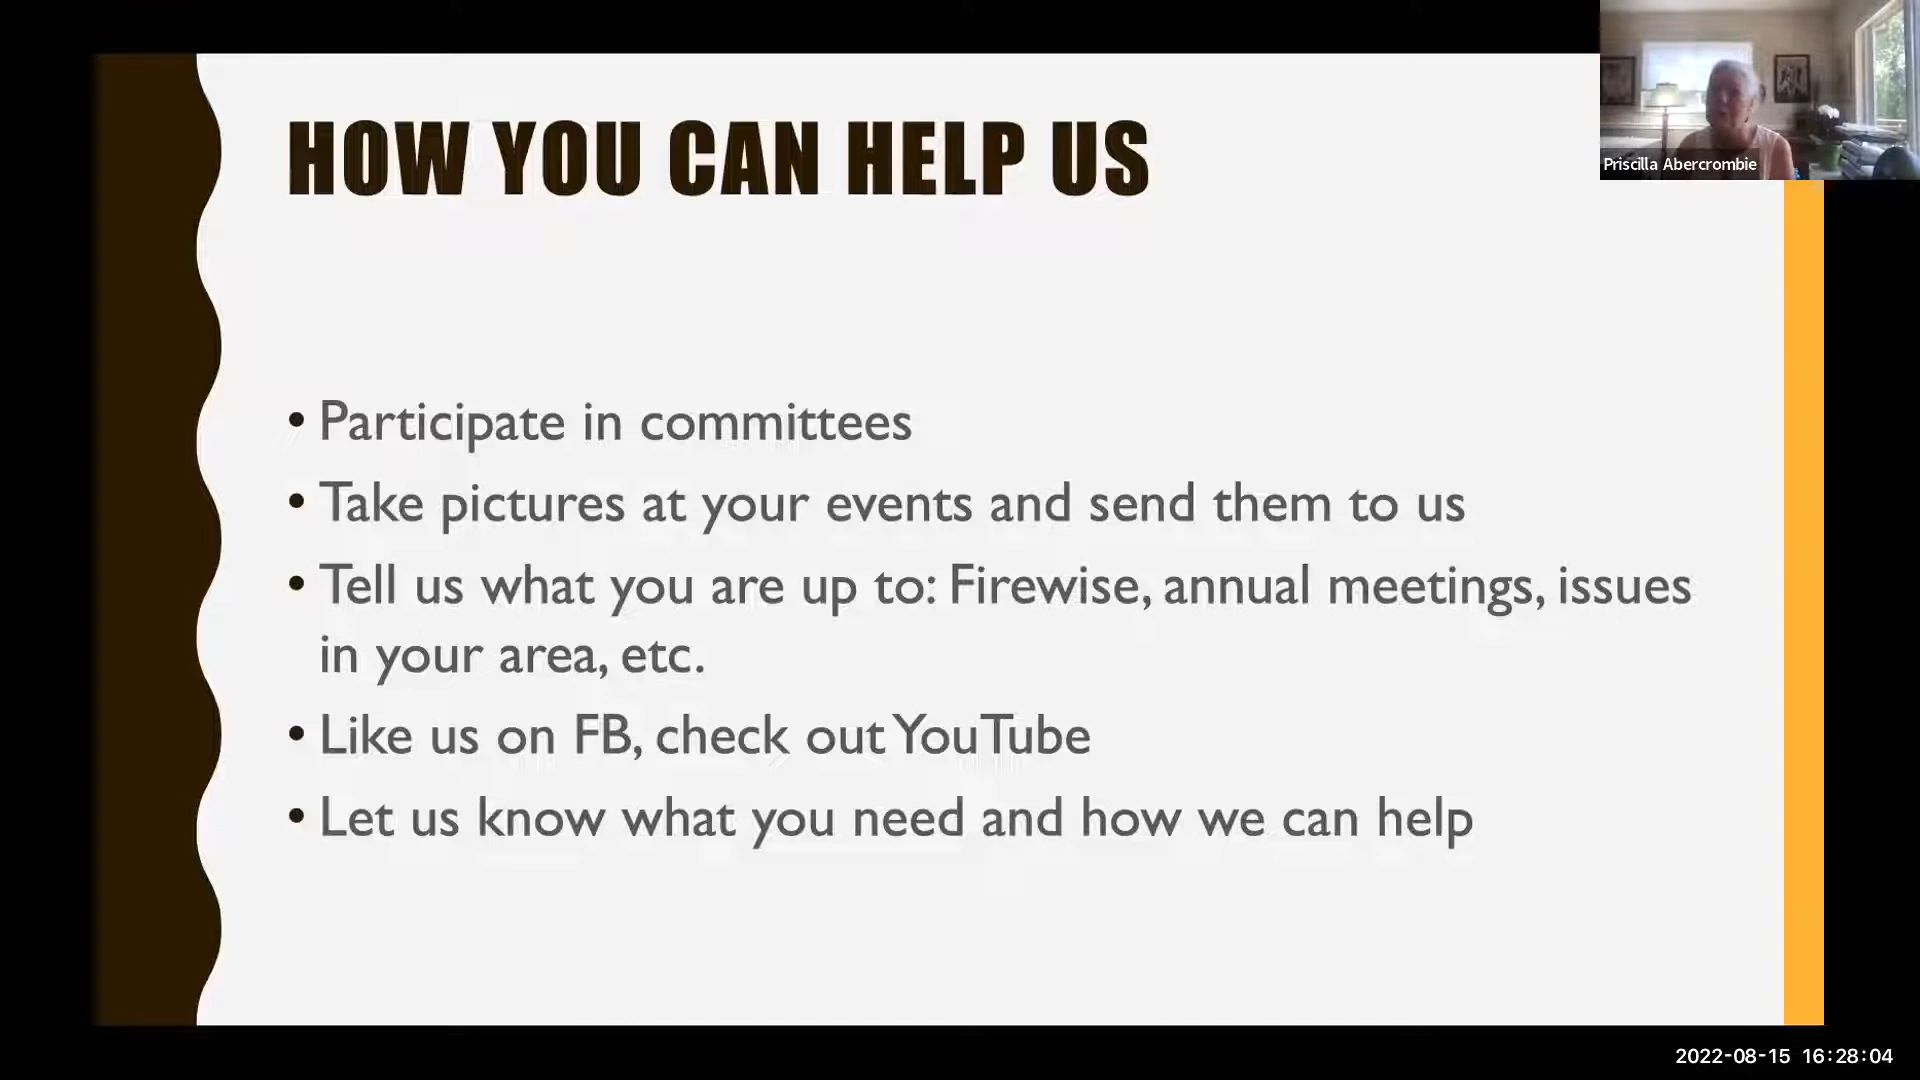 HOW YOU CAN HELP US
Priscilla Abercrombie
• Participate in committees
• Take pictures at your events and send them to us
• Tell us what you are up to: Firewise, annual meetings, issues
in your area, etc.
• Like us on FB, check out YouTube
• Let us know what you need and how we can help
2022-08-15 16:28:04